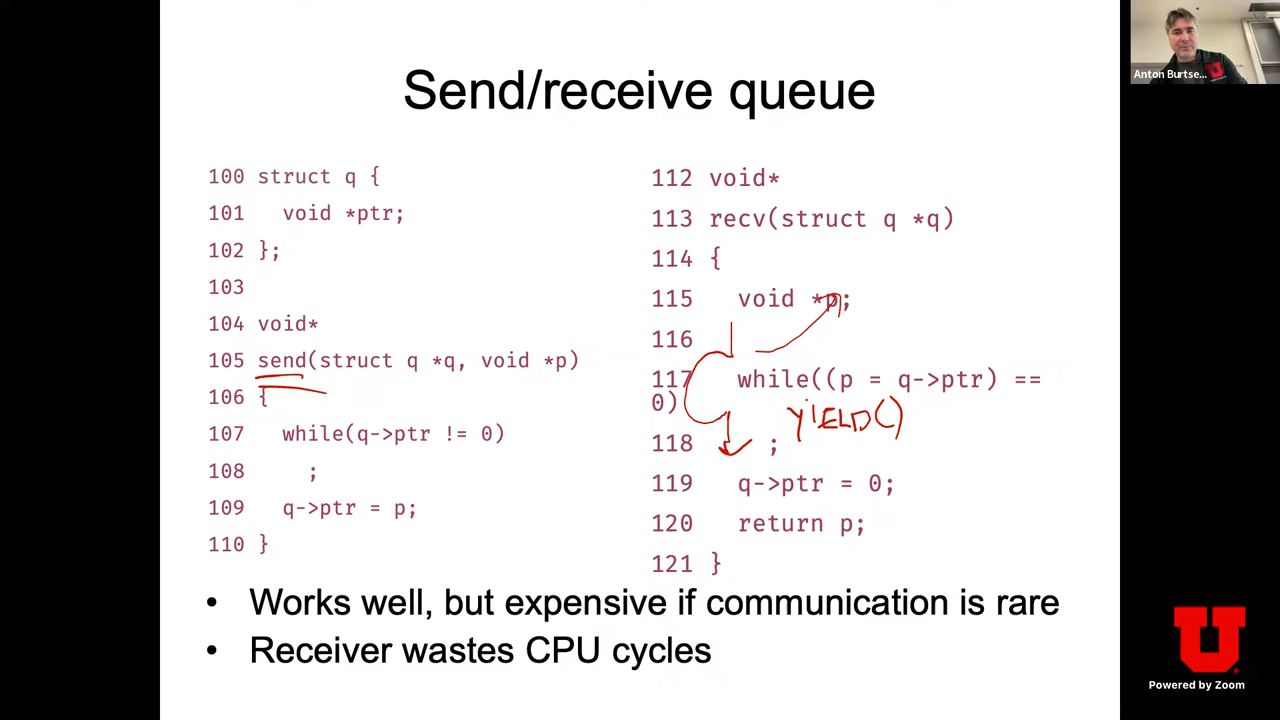 Send/receive queue
100 struct q {
101   void *ptr;
102 };
103
104 void*
105 send(struct q *q, void *p)
106 {
107   while(q->ptr != 0)
108     ;
109   q->ptr = p;
110 }
112 void*
113 recv(struct q *q)
114 {
115   void *p;
116
117   while((p = q->ptr) ==
0)
YIELD()
118     ;
119   q->ptr = 0;
120   return p;
121 }
• Works well, but expensive if communication is rare
• Receiver wastes CPU cycles
Anton Burtse...
U
Powered by Zoom